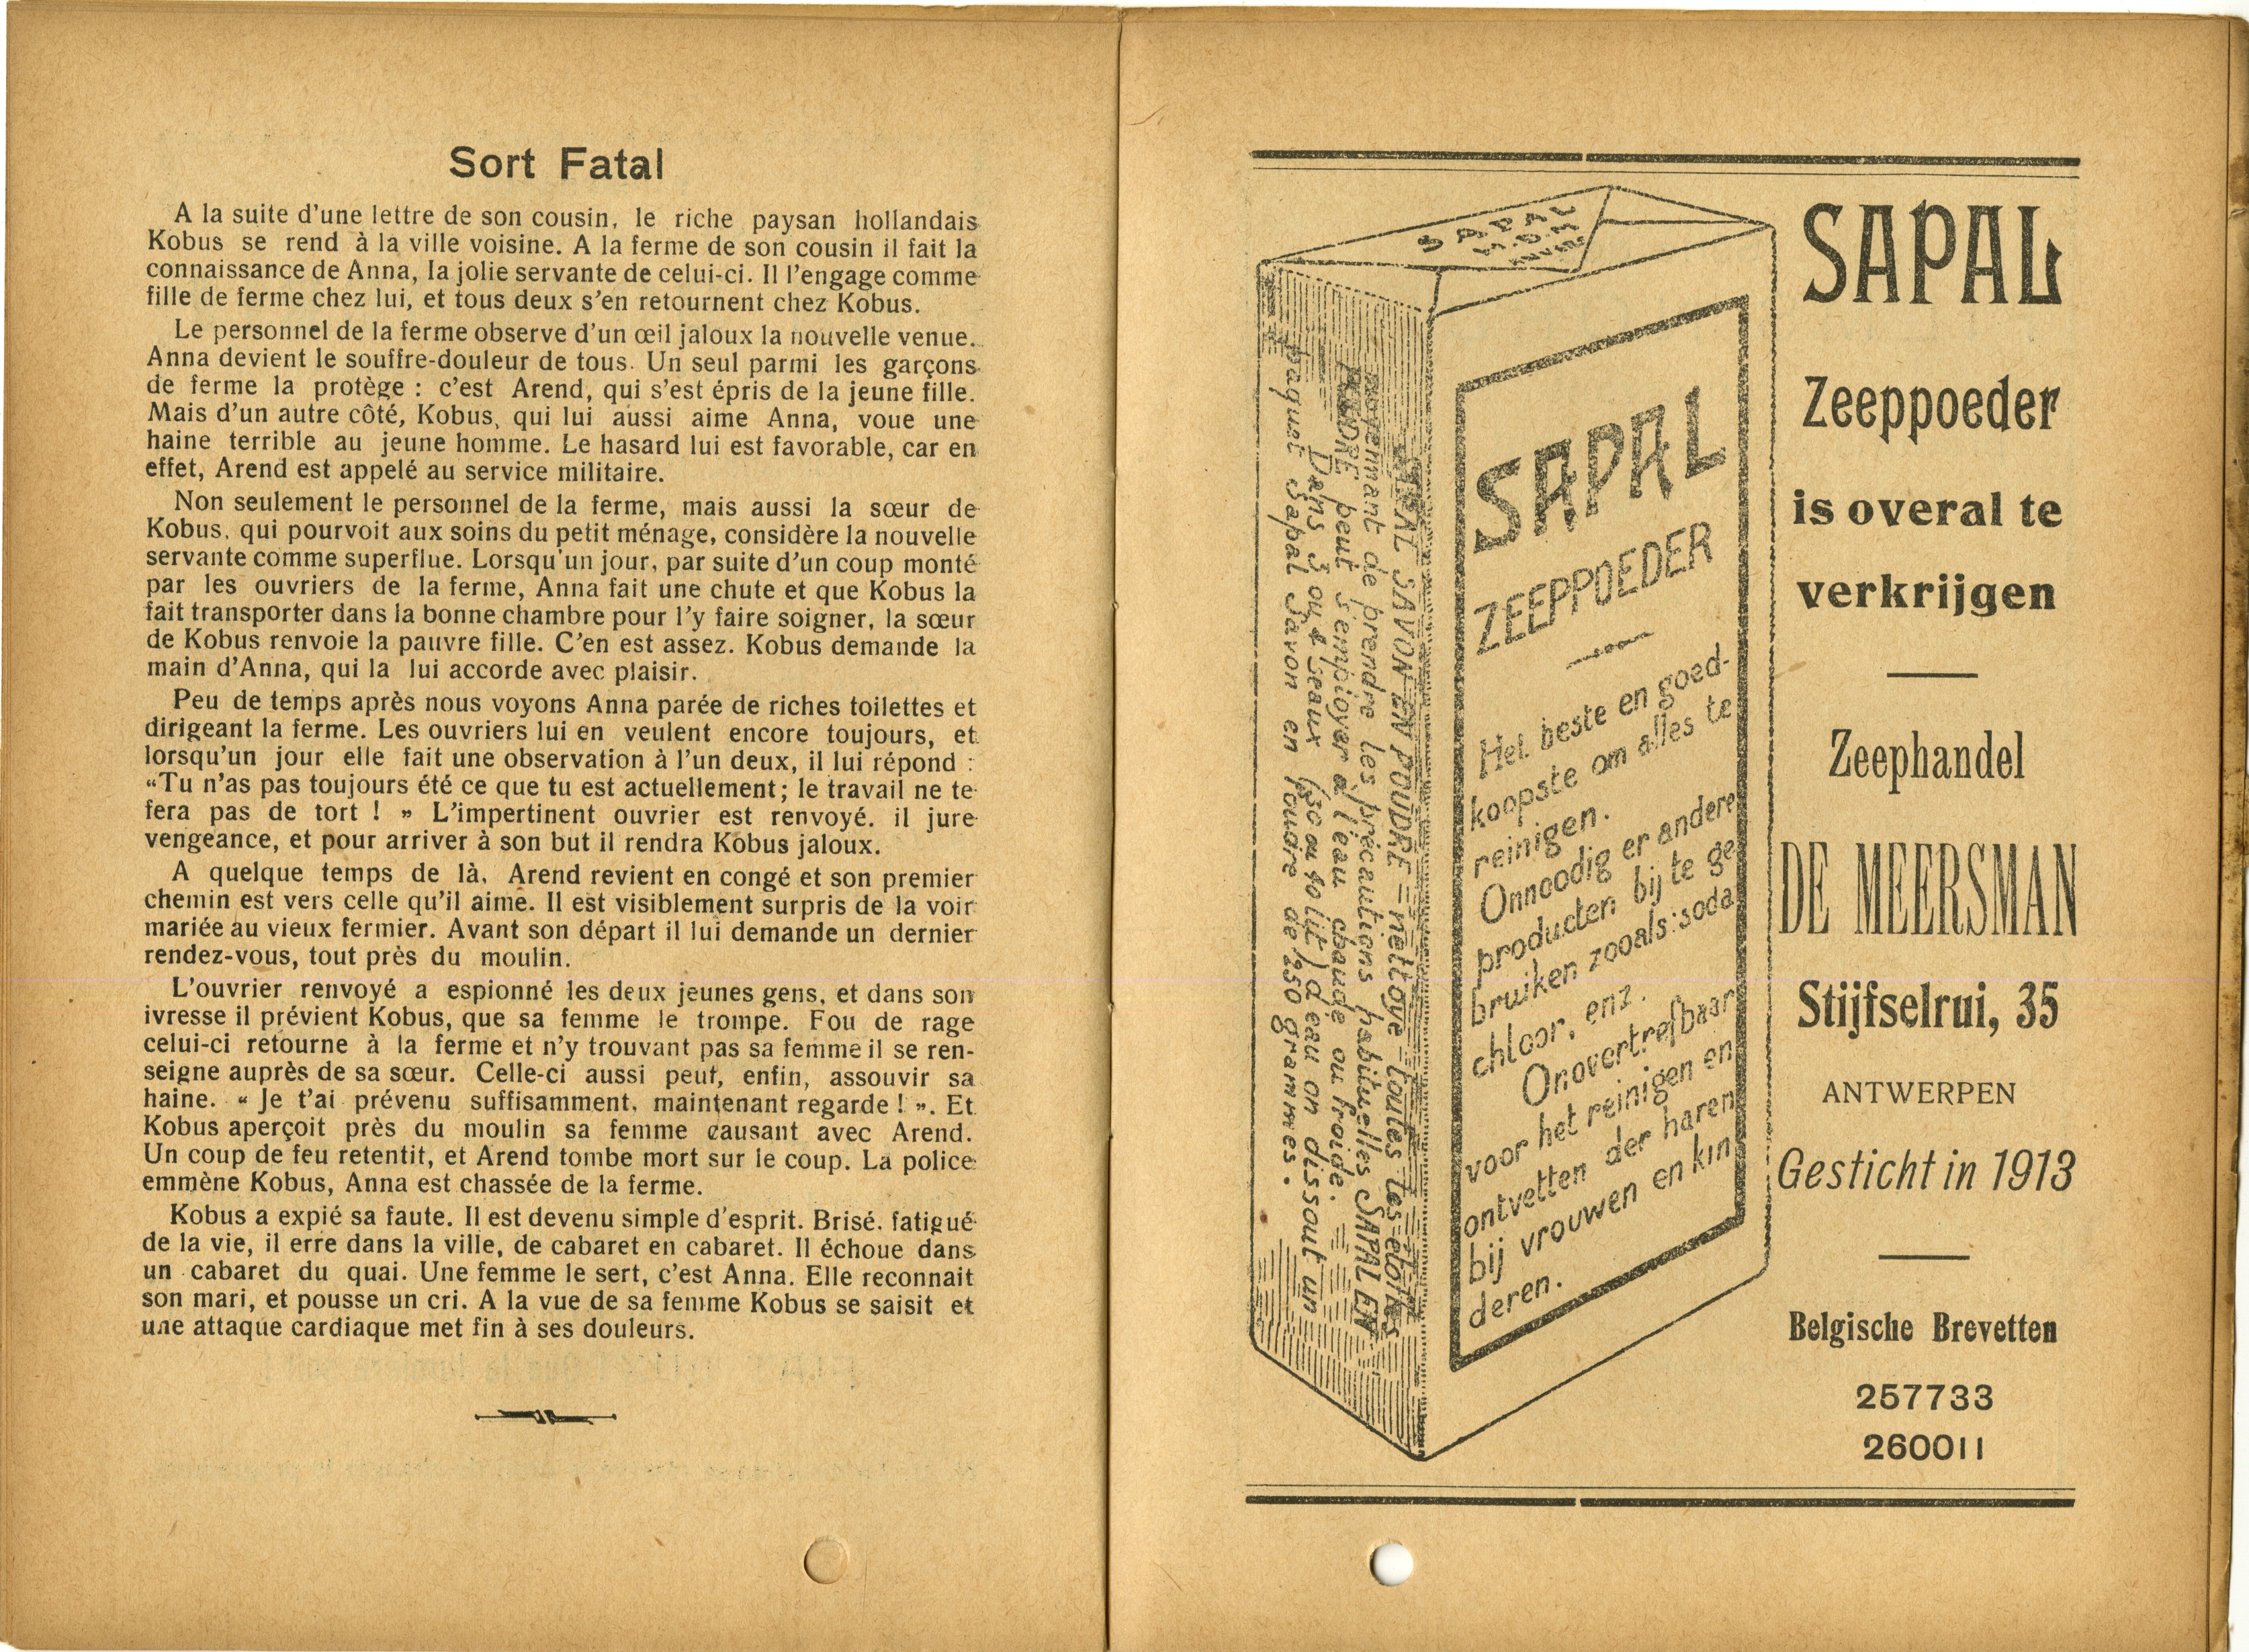 Sort Fatal
A la suite d'une lettre de son cousin, le riche paysan hollandais
Kobus se rend à la ville voisine. A la ferme de son cousin il fait la
connaissance de Anna, la jolie servante de celui-ci. Il l'engage comme
fille de ferme chez lui, et tous deux s'en retournent chez Kobus.
Le personnel de la ferme observe d'un œil jaloux la nouvelle venue.
Anna devient le souffre-douleur de tous. Un seul parmi les garçons
de ferme la protège : c'est Arend, qui s'est épris de la jeune fille.
Mais d'un autre côté, Kobus, qui lui aussi aime Anna, voue une
haine terrible au jeune homme. Le hasard lui est favorable, car en
effet, Arend est appelé au service militaire.
Non seulement le personnel de la ferme, mais aussi la sœur de
Kobus, qui pourvoit aux soins du petit ménage, considère la nouvelle
servante comme superflue. Lorsqu'un jour, par suite d'un coup monté
par les ouvriers de la ferme, Anna fait une chute et que Kobus la
fait transporter dans la bonne chambre pour l'y faire soigner, la sœur
de Kobus renvoie la pauvre fille. C'en est assez. Kobus demande la
main d'Anna, qui la lui accorde avec plaisir.
Peu de temps après nous voyons Anna parée de riches toilettes et
dirigeant la ferme. Les ouvriers lui en veulent encore toujours, et
lorsqu'un jour elle fait une observation à l'un deux, il lui répond :
“Tu n'as pas toujours été ce que tu est actuellement ; le travail ne te
fera pas de tort ! » L'impertinent ouvrier est renvoyé. il jure
vengeance, et pour arriver à son but il rendra Kobus jaloux.
A quelque temps de là, Arend revient en congé et son premier
chemin est vers celle qu'il aime. Il est visiblement surpris de la voir
mariée au vieux fermier. Avant son départ il lui demande un dernier
rendez-vous, tout près du moulin.
L'ouvrier renvoyé a espionné les deux jeunes gens, et dans son
ivresse il prévient Kobus, que sa femme le trompe. Fou de rage
celui-ci retourne à la ferme et n'y trouvant pas sa femme il se ren-
seigne auprès de sa sœur. Celle-ci aussi peut, enfin, assouvir sa
haine. « Je t'ai prévenu suffisamment, maintenant regarde ! ». Et
Kobus aperçoit près du moulin sa femme causant avec Arend.
Un coup de feu retentit, et Arend tombe mort sur le coup. La police
emmène Kobus, Anna est chassée de la ferme.
Kobus a expié sa faute. Il est devenu simple d'esprit. Brisé, fatigué
de la vie, il erre dans la ville, de cabaret en cabaret. Il échoue dans
un cabaret du quai. Une femme le sert, c'est Anna. Elle reconnait
son mari, et pousse un cri. A la vue de sa femme Kobus se saisit et
une attaque cardiaque met fin à ses douleurs.
SAPAL
ANVERS
SAPAL SAVON EN POUDRE - nettoye - toutes - les - etoffes
moyennant de prendre les précautions habituelles SAPAL EN
POUDRE peut s'employer à l'eau chaude ou froide.
Dans 3 ou 4 seaux (30 ou 40 lit) d'eau on dissout un
paquet Sapal Savon en Poudre de 250 grammes.
SAPAL
ZEEPPOEDER
Het beste en goed-
koopste om alles te
reinigen.
Onnoodig er andere
producten bij te ge
bruiken zooals: soda
chloor, enz.
Onovertrefbaar
voor het reinigen en
ontvetten der haren
bij vrouwen en kin
deren.
SAPAL
Zeeppoeder
is overal te
verkrijgen
Zeephandel
DE MEERSMAN
Stijfselrui, 35
ANTWERPEN
Gesticht in 1913
Belgische Brevetten
257733
260011